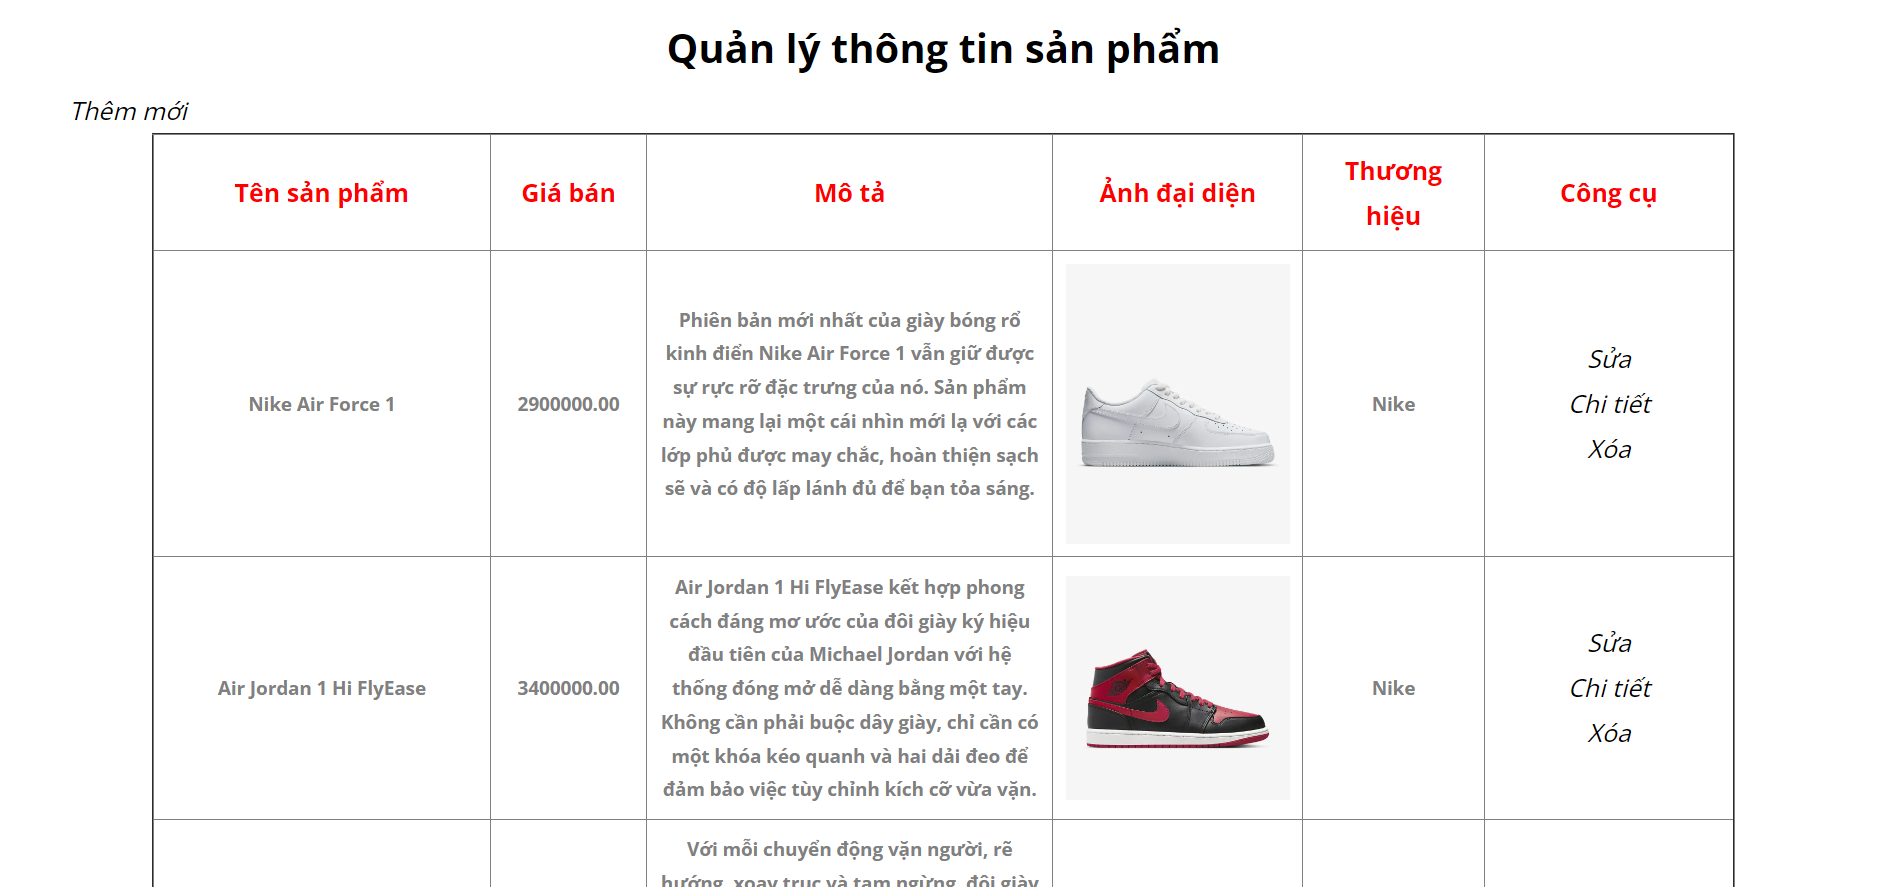 Quản lý thông tin sản phẩm
Thêm mới
Tên sản phẩm
Giá bán
Mô tả
Ảnh đại diện
Thương
hiệu
Công cụ
Nike Air Force 1
2900000.00
Phiên bản mới nhất của giày bóng rổ
kinh điển Nike Air Force 1 vẫn giữ được
sự rực rỡ đặc trưng của nó. Sản phẩm
này mang lại một cái nhìn mới lạ với các
lớp phủ được may chắc, hoàn thiện sạch
sẽ và có độ lấp lánh đủ để bạn tỏa sáng.
Nike
Sửa
Chi tiết
Xóa
Air Jordan 1 Hi FlyEase
3400000.00
Air Jordan 1 Hi FlyEase kết hợp phong
cách đáng mơ ước của đôi giày ký hiệu
đầu tiên của Michael Jordan với hệ
thống đóng mở dễ dàng bằng một tay.
Không cần phải buộc dây giày, chỉ cần có
một khóa kéo quanh và hai dải đeo để
đảm bảo việc tùy chỉnh kích cỡ vừa vặn.
Nike
Sửa
Chi tiết
Xóa
Với mỗi chuyển động vặn người, rẽ
hướng, xoay trục và tạm ngừng, đôi giày